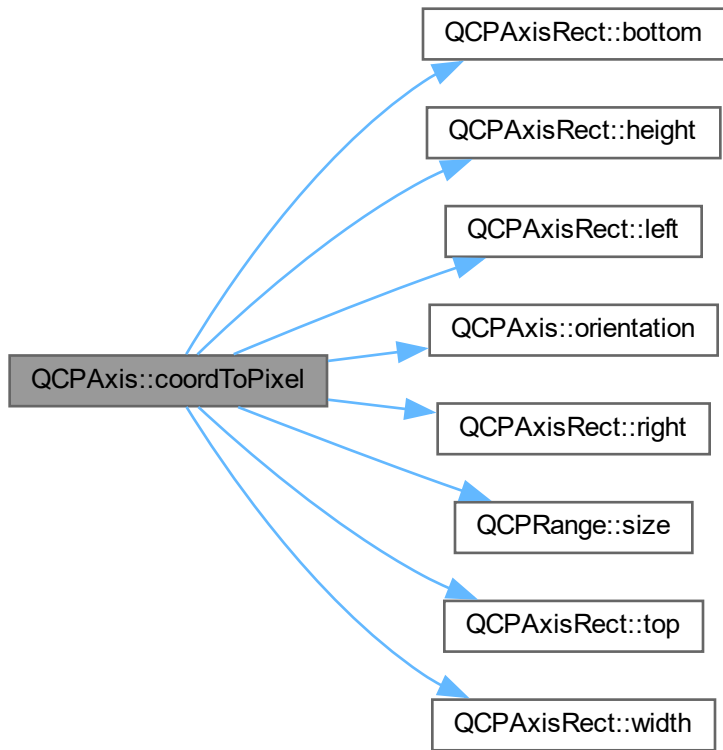 QCPAxisRect::bottom
QCPAxisRect::height
QCPAxisRect::left
QCPAxis::orientation
QCPAxis::coordToPixel
QCPAxisRect::right
QCPRange::size
QCPAxisRect::top
QCPAxisRect::width